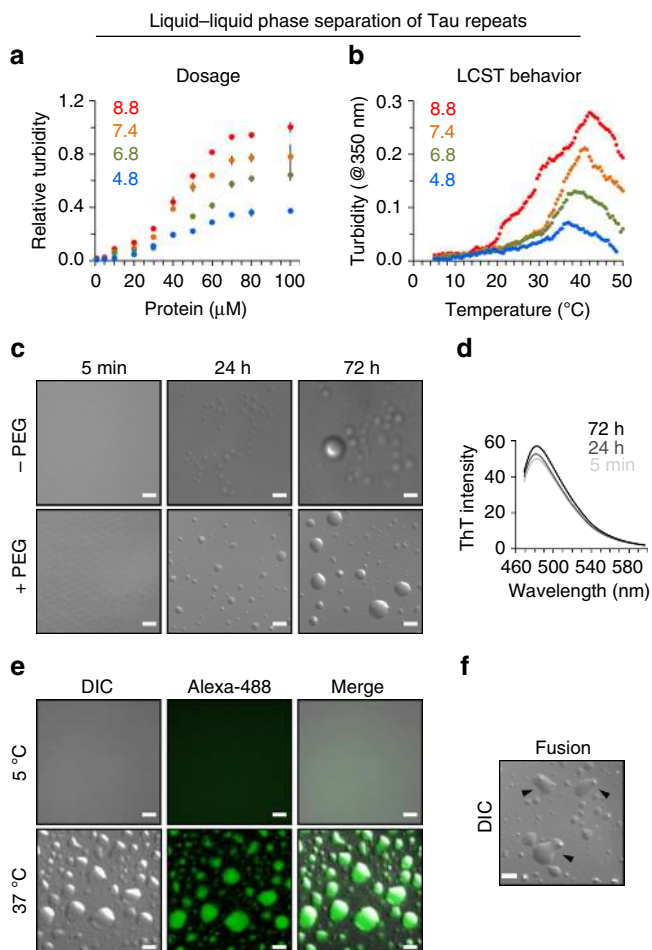 Liquid–liquid phase separation of Tau repeats
a
Dosage
1.2
0.8
0.4
0.0
8.8
7.4
6.8
4.8
Relative turbidity
0 20 40 60 80 100
Protein (μM)
b
LCST behavior
0.3
0.2
0.1
0.0
8.8
7.4
6.8
4.8
Turbidity (@350 nm)
0 10 20 30 40 50
Temperature (°C)
c
5 min 24 h 72 h
– PEG
+ PEG
d
72 h
24 h
5 min
60
40
20
0
ThT intensity
460 500 540 580
Wavelength (nm)
e
DIC Alexa-488 Merge
5 °C
37 °C
f
Fusion
DIC